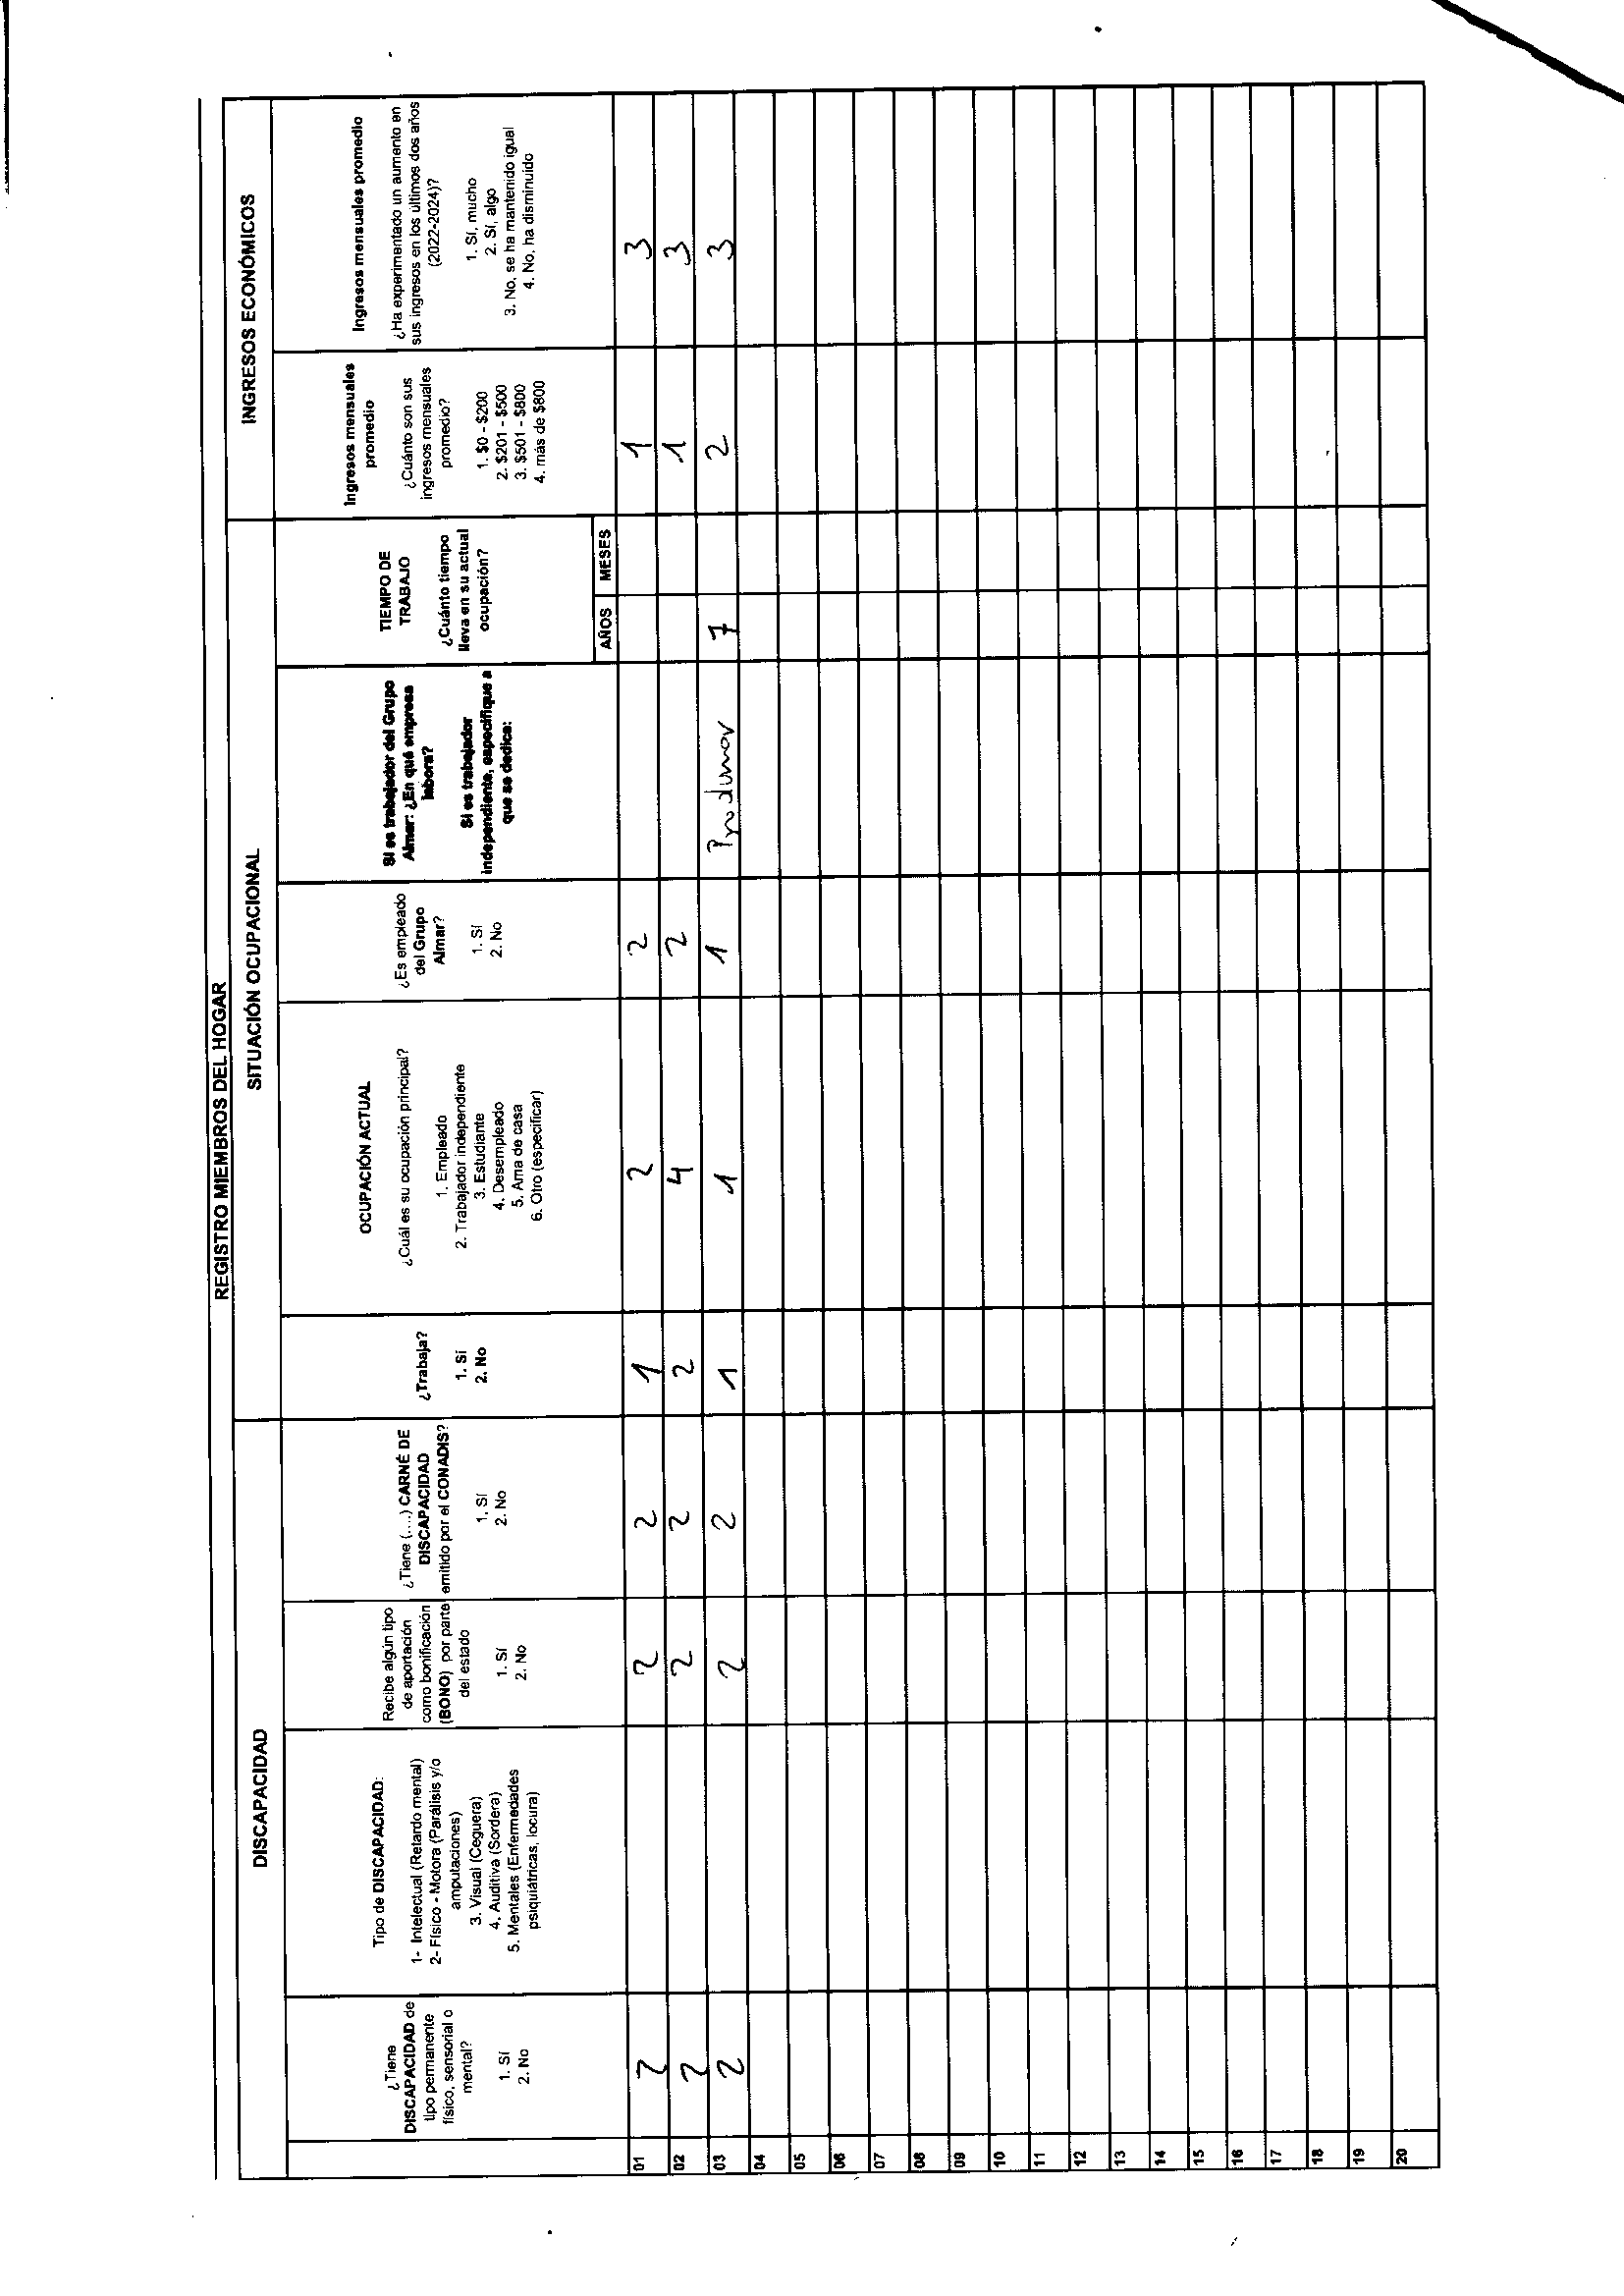 REGISTRO MIEMBROS DEL HOGAR
DISCAPACIDAD
SITUACIÓN OCUPACIONAL
INGRESOS ECONÓMICOS
¿Tiene
DISCAPACIDAD de
tipo permanente
físico, sensorial o
mental?
1. Sí
2. No
Tipo de DISCAPACIDAD:
1- Intelectual (Retardo mental)
2- Físico - Motora (Parálisis y/o
amputaciones)
3. Visual (Ceguera)
4. Auditiva (Sordera)
5. Mentales (Enfermedades
psiquiátricas, locura)
Recibe algún tipo
de aportación
como bonificación
(BONO) por parte
del estado
1. Sí
2. No
¿Tiene (....) CARNÉ DE
DISCAPACIDAD
emitido por el CONADIS?
1. Sí
2. No
¿Trabaja?
1. Sí
2. No
OCUPACIÓN ACTUAL
¿Cuál es su ocupación principal?
1. Empleado
2. Trabajador independiente
3. Estudiante
4. Desempleado
5. Ama de casa
6. Otro (especificar)
¿Es empleado
del Grupo
Almar?
1. Sí
2. No
Si es trabajador del Grupo
Almar: ¿En qué empresa
labora?
Si es trabajador
independiente, especifique a
que se dedica:
TIEMPO DE
TRABAJO
¿Cuánto tiempo
lleva en su actual
ocupación?
AÑOS MESES
Ingresos mensuales
promedio
¿Cuánto son sus
ingresos mensuales
promedio?
1. $0 - $200
2. $201 - $500
3. $501 - $800
4. más de $800
Ingresos mensuales promedio
¿Ha experimentado un aumento en
sus ingresos en los últimos dos años
(2022-2024)?
1. Sí, mucho
2. Sí, algo
3. No, se ha mantenido igual
4. No, ha disminuido
01 2 2 2 1 2 2 1 3
02 2 2 2 2 4 2 1 3
03 2 2 2 1 1 1 Produmar 7 2 3
04
05
06
07
08
09
10
11
12
13
14
15
16
17
18
19
20